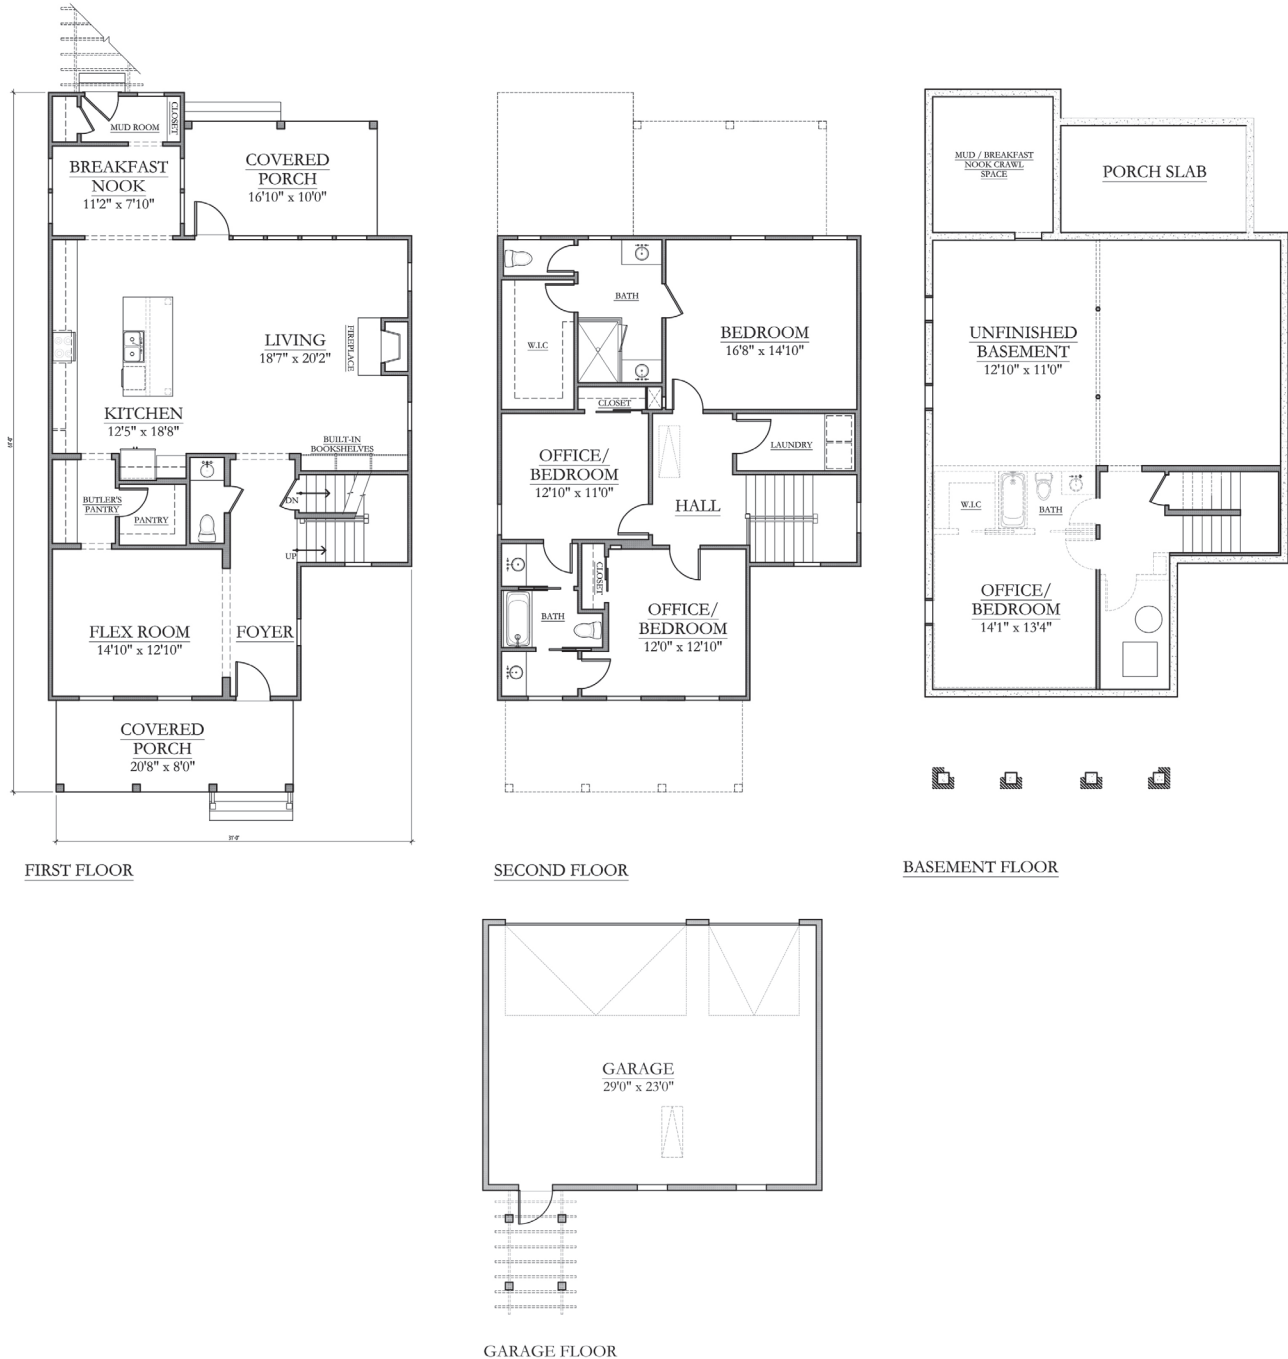 MUD ROOM
CLOSET
BREAKFAST
NOOK
11'2" x 7'10"
COVERED
PORCH
16'10" x 10'0"
LIVING
18'7" x 20'2"
FIREPLACE
KITCHEN
12'5" x 18'8"
BUILT-IN
BOOKSHELVES
BUTLER'S
PANTRY
PANTRY
DN
UP
FLEX ROOM
14'10" x 12'10"
FOYER
COVERED
PORCH
20'8" x 8'0"
31'-0"
FIRST FLOOR
BATH
W.I.C
BEDROOM
16'8" x 14'10"
CLOSET
LAUNDRY
OFFICE/
BEDROOM
12'10" x 11'0"
HALL
CLOSET
BATH
OFFICE/
BEDROOM
12'0" x 12'10"
SECOND FLOOR
MUD / BREAKFAST
NOOK CRAWL
SPACE
PORCH SLAB
UNFINISHED
BASEMENT
12'10" x 11'0"
W.I.C
BATH
OFFICE/
BEDROOM
14'1" x 13'4"
BASEMENT FLOOR
GARAGE
29'0" x 23'0"
GARAGE FLOOR